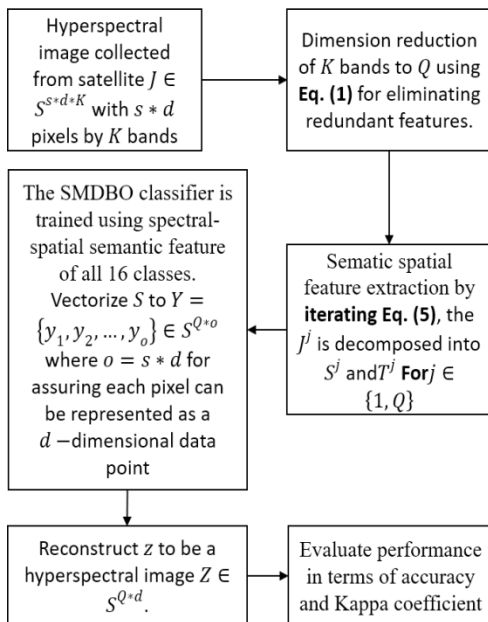 Hyperspectral
image collected
from satellite J ∈
S^{s*d*K} with s * d
pixels by K bands
Dimension reduction
of K bands to Q using
Eq. (1) for eliminating
redundant features.
Sematic spatial
feature extraction by
iterating Eq. (5), the
J^j is decomposed into
S^j andT^j Forj ∈
{1, Q}
The SMDBO classifier is
trained using spectral-
spatial semantic feature
of all 16 classes.
Vectorize S to Y =
{y_1, y_2, ..., y_o} ∈ S^{Q*o}
where o = s * d for
assuring each pixel can
be represented as a
d −dimensional data
point
Reconstruct z to be a
hyperspectral image Z ∈
S^{Q*d}.
Evaluate performance
in terms of accuracy
and Kappa coefficient